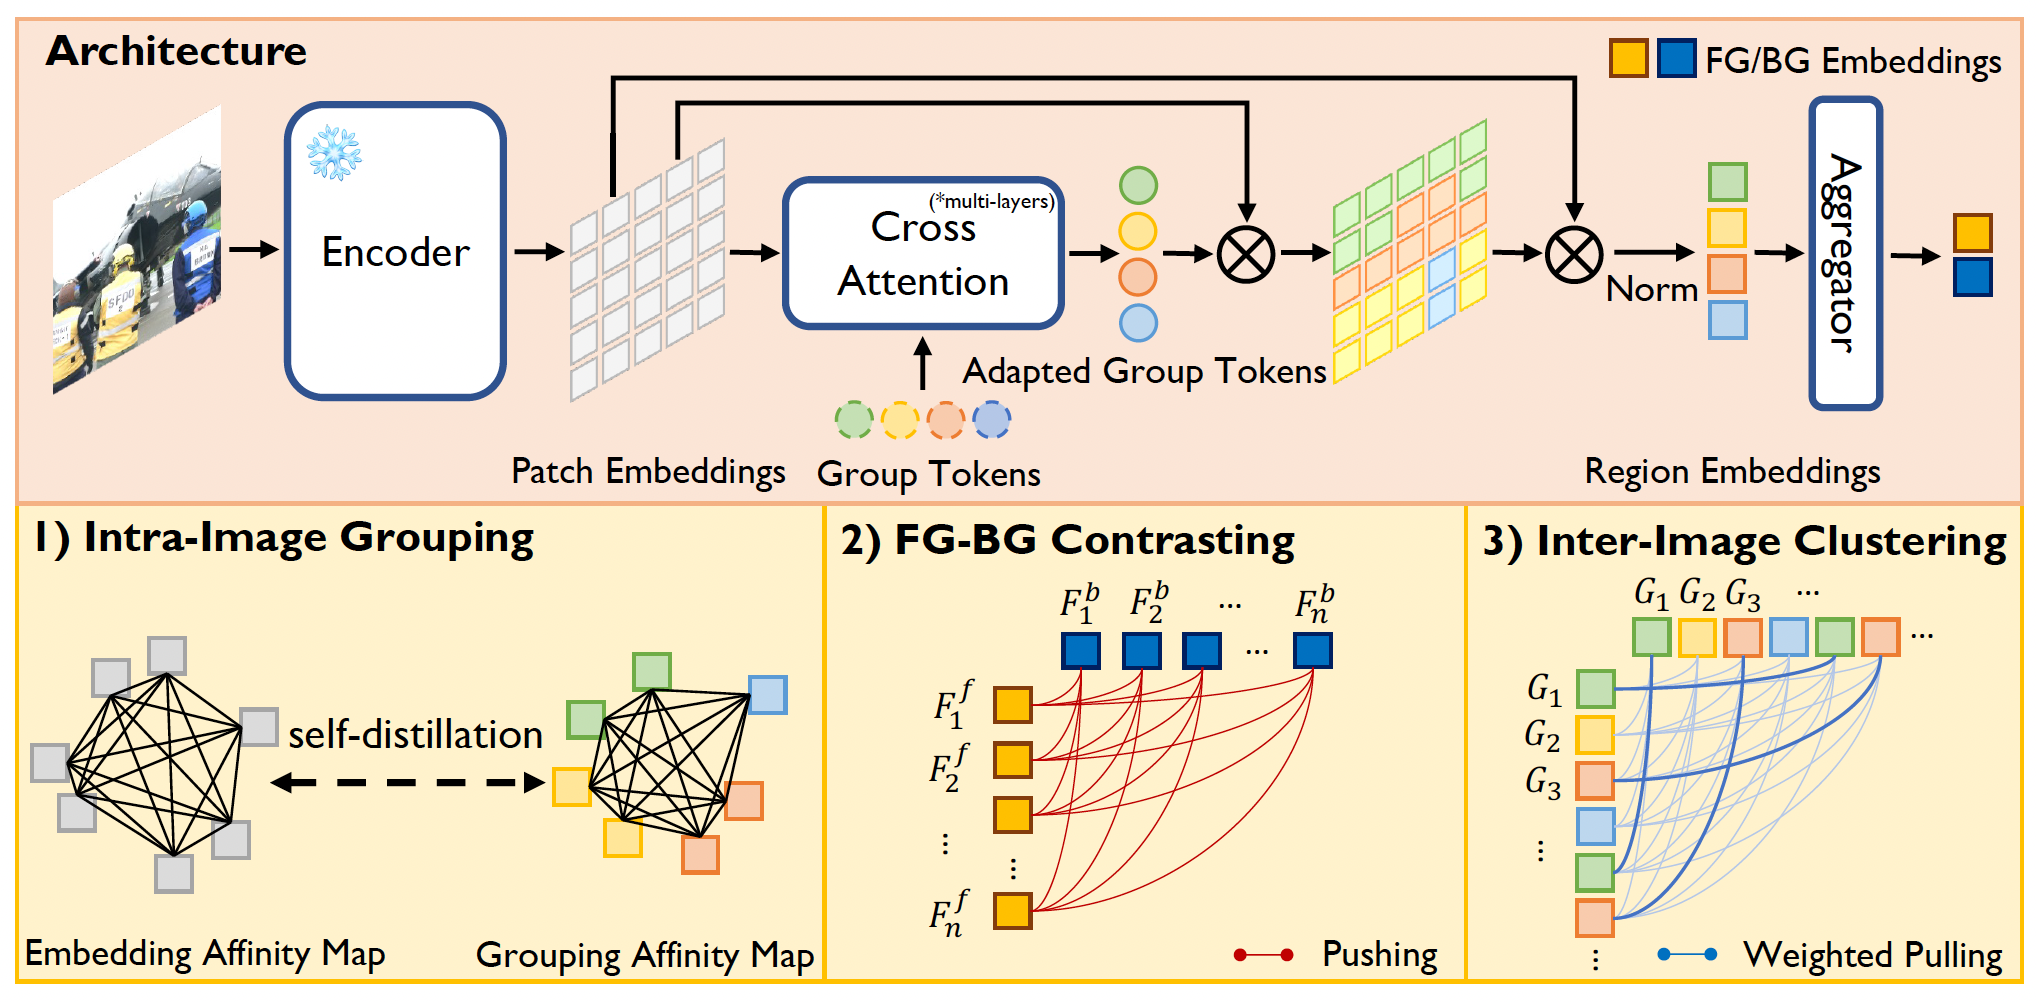 Architecture
FG/BG Embeddings
Encoder
(*multi-layers)
Cross
Attention
Norm
Aggregator
Adapted Group Tokens
Patch Embeddings
Group Tokens
Region Embeddings
1) Intra-Image Grouping
self-distillation
Embedding Affinity Map
Grouping Affinity Map
2) FG-BG Contrasting
F_1^b F_2^b ... F_n^b
...
F_1^f
F_2^f
⋮
⋮
F_n^f
Pushing
3) Inter-Image Clustering
G_1 G_2 G_3 ...
...
G_1
G_2
G_3
⋮
⋮
Weighted Pulling